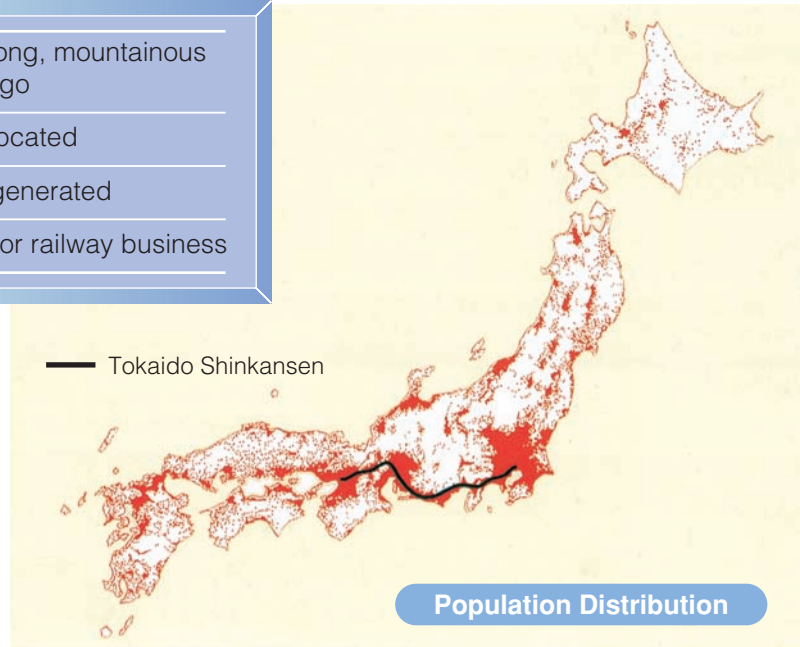 ong, mountainous
go
ocated
generated
or railway business
Tokaido Shinkansen
Population Distribution